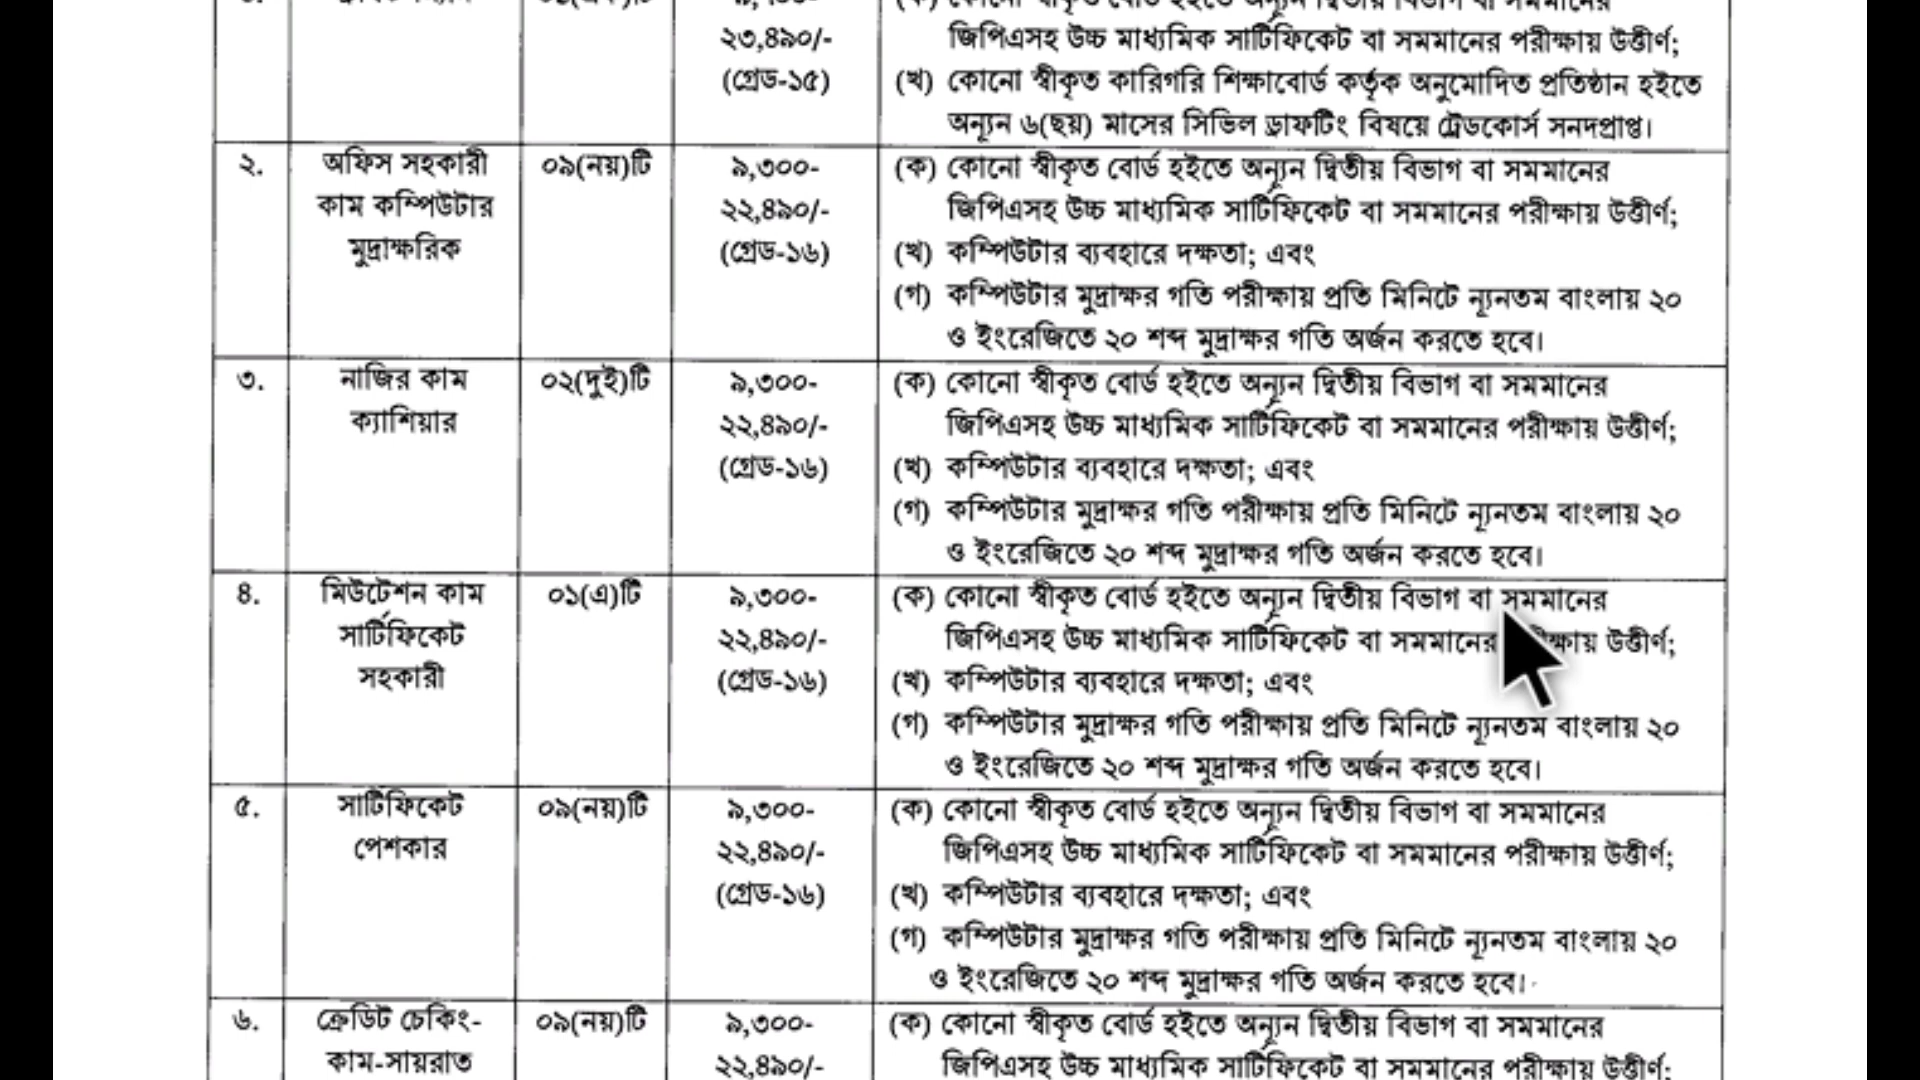 ২৩,৪৯০/- জিপিএসহ উচ্চ মাধ্যমিক সার্টিফিকেট বা সমমানের পরীক্ষায় উত্তীর্ণ;
(গ্রেড-১৫) (খ) কোনো স্বীকৃত কারিগরি শিক্ষাবোর্ড কর্তৃক অনুমোদিত প্রতিষ্ঠান হইতে
অন্যূন ৬(ছয়) মাসের সিভিল ড্রাফটিং বিষয়ে ট্রেডকোর্স সনদপ্রাপ্ত।
২. অফিস সহকারী ০৯(নয়)টি ৯,৩০০- (ক) কোনো স্বীকৃত বোর্ড হইতে অন্যূন দ্বিতীয় বিভাগ বা সমমানের
কাম কম্পিউটার ২২,৪৯০/- জিপিএসহ উচ্চ মাধ্যমিক সার্টিফিকেট বা সমমানের পরীক্ষায় উত্তীর্ণ;
মুদ্রাক্ষরিক (গ্রেড-১৬) (খ) কম্পিউটার ব্যবহারে দক্ষতা; এবং
(গ) কম্পিউটার মুদ্রাক্ষর গতি পরীক্ষায় প্রতি মিনিটে ন্যূনতম বাংলায় ২০
ও ইংরেজিতে ২০ শব্দ মুদ্রাক্ষর গতি অর্জন করতে হবে।
৩. নাজির কাম ০২(দুই)টি ৯,৩০০- (ক) কোনো স্বীকৃত বোর্ড হইতে অন্যূন দ্বিতীয় বিভাগ বা সমমানের
ক্যাশিয়ার ২২,৪৯০/- জিপিএসহ উচ্চ মাধ্যমিক সার্টিফিকেট বা সমমানের পরীক্ষায় উত্তীর্ণ;
(গ্রেড-১৬) (খ) কম্পিউটার ব্যবহারে দক্ষতা; এবং
(গ) কম্পিউটার মুদ্রাক্ষর গতি পরীক্ষায় প্রতি মিনিটে ন্যূনতম বাংলায় ২০
ও ইংরেজিতে ২০ শব্দ মুদ্রাক্ষর গতি অর্জন করতে হবে।
৪. মিউটেশন কাম ০১(এ)টি ৯,৩০০- (ক) কোনো স্বীকৃত বোর্ড হইতে অন্যূন দ্বিতীয় বিভাগ বা সমমানের
সার্টিফিকেট ২২,৪৯০/- জিপিএসহ উচ্চ মাধ্যমিক সার্টিফিকেট বা সমমানের উত্তীর্ণ;
সহকারী (গ্রেড-১৬) (খ) কম্পিউটার ব্যবহারে দক্ষতা; এবং
(গ) কম্পিউটার মুদ্রাক্ষর গতি পরীক্ষায় প্রতি মিনিটে ন্যূনতম বাংলায় ২০
ও ইংরেজিতে ২০ শব্দ মুদ্রাক্ষর গতি অর্জন করতে হবে।
৫. সার্টিফিকেট ০৯(নয়)টি ৯,৩০০- (ক) কোনো স্বীকৃত বোর্ড হইতে অন্যূন দ্বিতীয় বিভাগ বা সমমানের
পেশকার ২২,৪৯০/- জিপিএসহ উচ্চ মাধ্যমিক সার্টিফিকেট বা সমমানের পরীক্ষায় উত্তীর্ণ;
(গ্রেড-১৬) (খ) কম্পিউটার ব্যবহারে দক্ষতা; এবং
(গ) কম্পিউটার মুদ্রাক্ষর গতি পরীক্ষায় প্রতি মিনিটে ন্যূনতম বাংলায় ২০
ও ইংরেজিতে ২০ শব্দ মুদ্রাক্ষর গতি অর্জন করতে হবে।
৬. ক্রেডিট চেকিং- ০৯(নয়)টি ৯,৩০০- (ক) কোনো স্বীকৃত বোর্ড হইতে অন্যূন দ্বিতীয় বিভাগ বা সমমানের
কাম-সায়রাত ২২,৪৯০/- জিপিএসহ উচ্চ মাধ্যমিক সার্টিফিকেট বা সমমানের পরীক্ষায় উত্তীর্ণ;